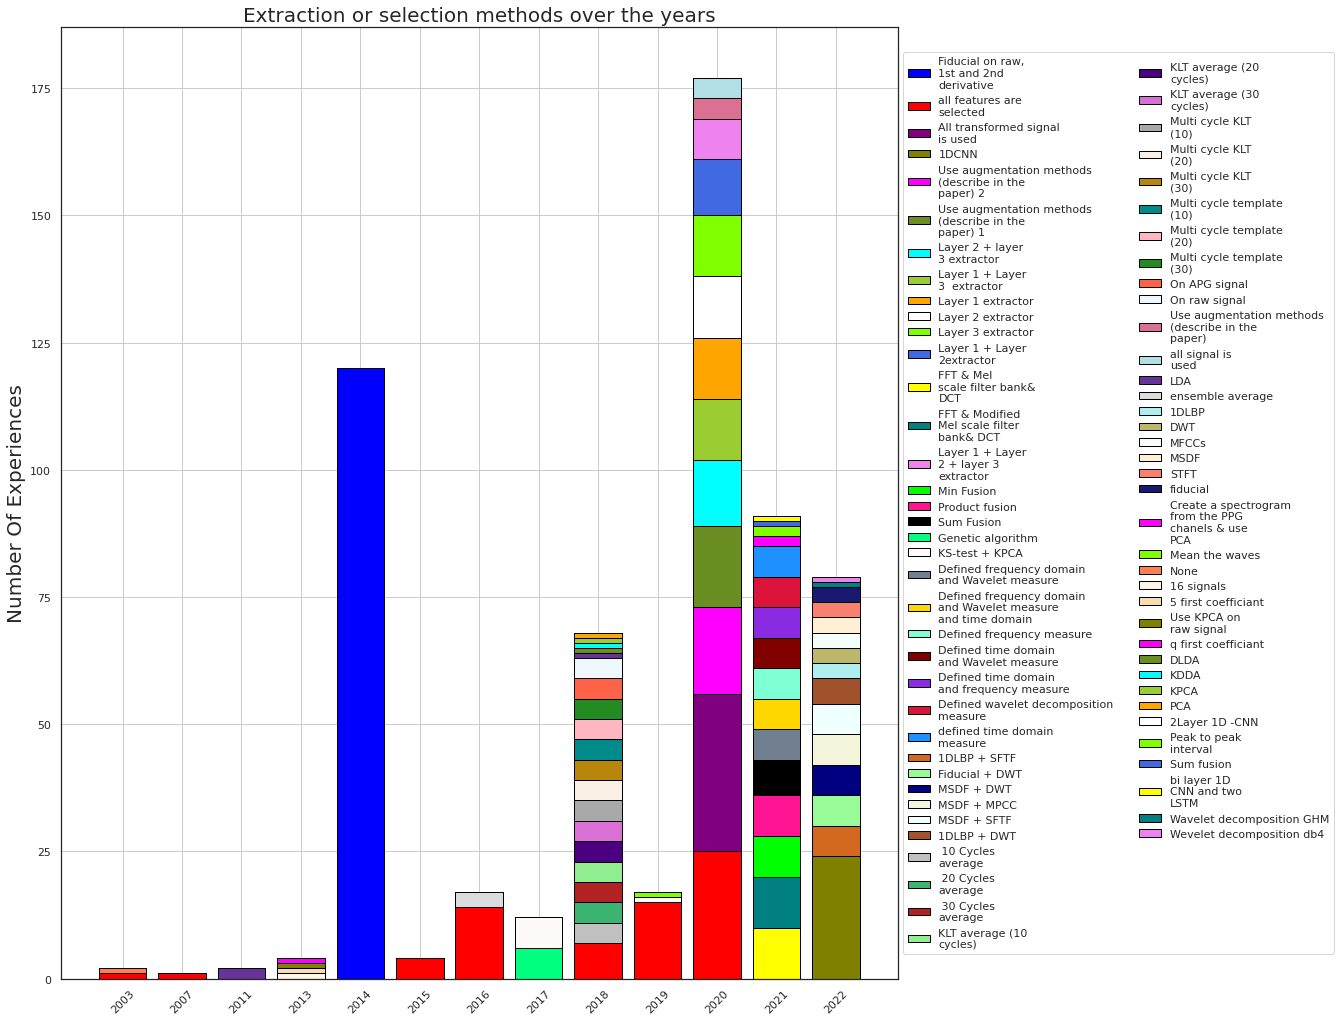 Extraction or selection methods over the years
Number Of Experiences
175
150
125
100
75
50
25
0
2003
2007
2011
2013
2014
2015
2016
2017
2018
2019
2020
2021
2022
Fiducial on raw,
1st and 2nd
derivative
all features are
selected
All transformed signal
is used
1DCNN
Use augmentation methods
(describe in the
paper) 2
Use augmentation methods
(describe in the
paper) 1
Layer 2 + layer
3 extractor
Layer 1 + Layer
3  extractor
Layer 1 extractor
Layer 2 extractor
Layer 3 extractor
Layer 1 + Layer
2extractor
FFT & Mel
scale filter bank&
DCT
FFT & Modified
Mel scale filter
bank& DCT
Layer 1 + Layer
2 + layer 3
extractor
Min Fusion
Product fusion
Sum Fusion
Genetic algorithm
KS-test + KPCA
Defined frequency domain
and Wavelet measure
Defined frequency domain
and Wavelet measure
and time domain
Defined frequency measure
Defined time domain
and Wavelet measure
Defined time domain
and frequency measure
Defined wavelet decomposition
measure
defined time domain
measure
1DLBP + SFTF
Fiducial + DWT
MSDF + DWT
MSDF + MPCC
MSDF + SFTF
1DLBP + DWT
10 Cycles
average
20 Cycles
average
30 Cycles
average
KLT average (10
cycles)
KLT average (20
cycles)
KLT average (30
cycles)
Multi cycle KLT
(10)
Multi cycle KLT
(20)
Multi cycle KLT
(30)
Multi cycle template
(10)
Multi cycle template
(20)
Multi cycle template
(30)
On APG signal
On raw signal
Use augmentation methods
(describe in the
paper)
all signal is
used
LDA
ensemble average
1DLBP
DWT
MFCCs
MSDF
STFT
fiducial
Create a spectrogram
from the PPG
chanels & use
PCA
Mean the waves
None
16 signals
5 first coefficiant
Use KPCA on
raw signal
q first coefficiant
DLDA
KDDA
KPCA
PCA
2Layer 1D -CNN
Peak to peak
interval
Sum fusion
bi layer 1D
CNN and two
LSTM
Wavelet decomposition GHM
Wevelet decomposition db4